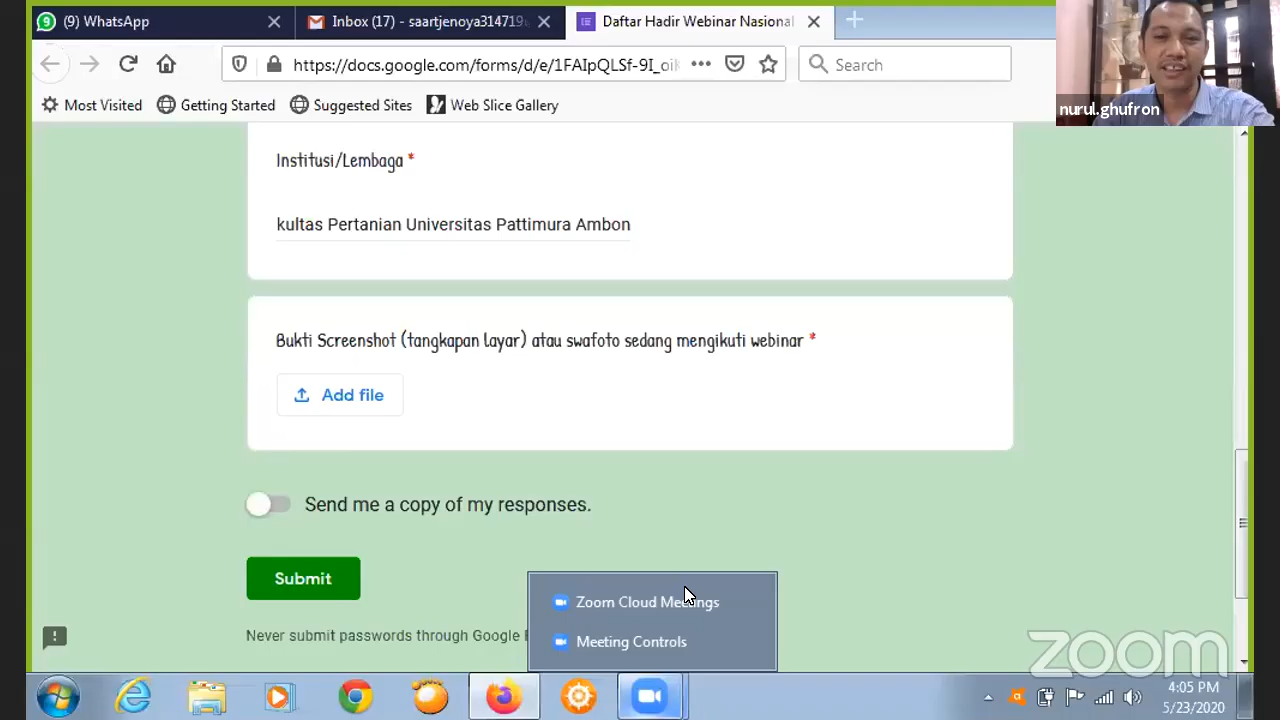 (9) WhatsApp
Inbox (17) - saartjenoya314719
Daftar Hadir Webinar Nasional
https://docs.google.com/forms/d/e/1FAIpQLSf-9I_oi
Search
Most Visited
Getting Started
Suggested Sites
Web Slice Gallery
nurul.ghufron
Institusi/Lembaga *
kultas Pertanian Universitas Pattimura Ambon
Bukti Screenshot (tangkapan layar) atau swafoto sedang mengikuti webinar *
Add file
Send me a copy of my responses.
Submit
Zoom Cloud Meetings
Meeting Controls
Never submit passwords through Google
zoom
4:05 PM
5/23/2020